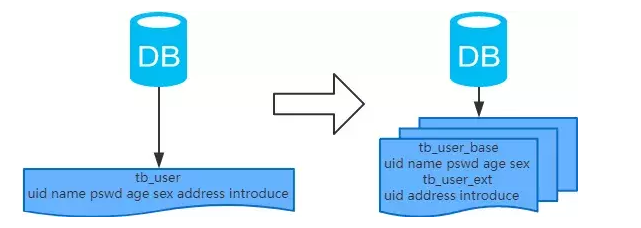 DB
tb_user
uid name pswd age sex address introduce
DB
tb_user_base
uid name pswd age sex
tb_user_ext
uid address introduce